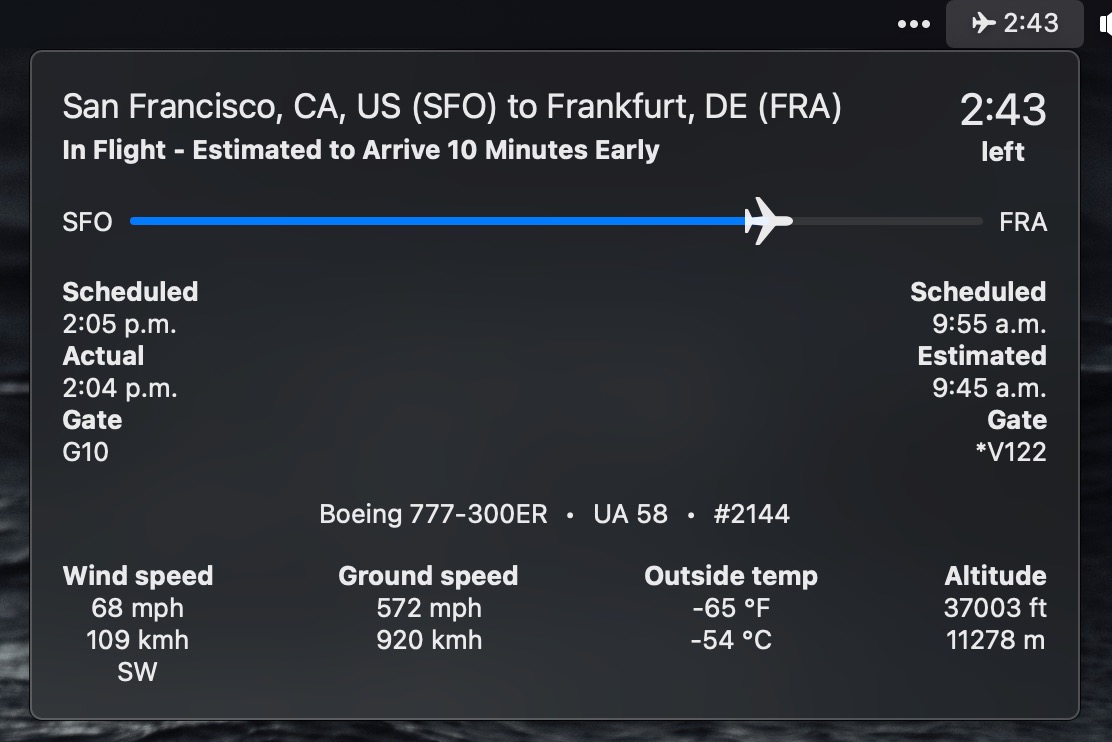 ••• 2:43
San Francisco, CA, US (SFO) to Frankfurt, DE (FRA) 2:43
In Flight - Estimated to Arrive 10 Minutes Early left
SFO FRA
Scheduled Scheduled
2:05 p.m. 9:55 a.m.
Actual Estimated
2:04 p.m. 9:45 a.m.
Gate Gate
G10 *V122
Boeing 777-300ER • UA 58 • #2144
Wind speed Ground speed Outside temp Altitude
68 mph 572 mph -65 °F 37003 ft
109 kmh 920 kmh -54 °C 11278 m
SW